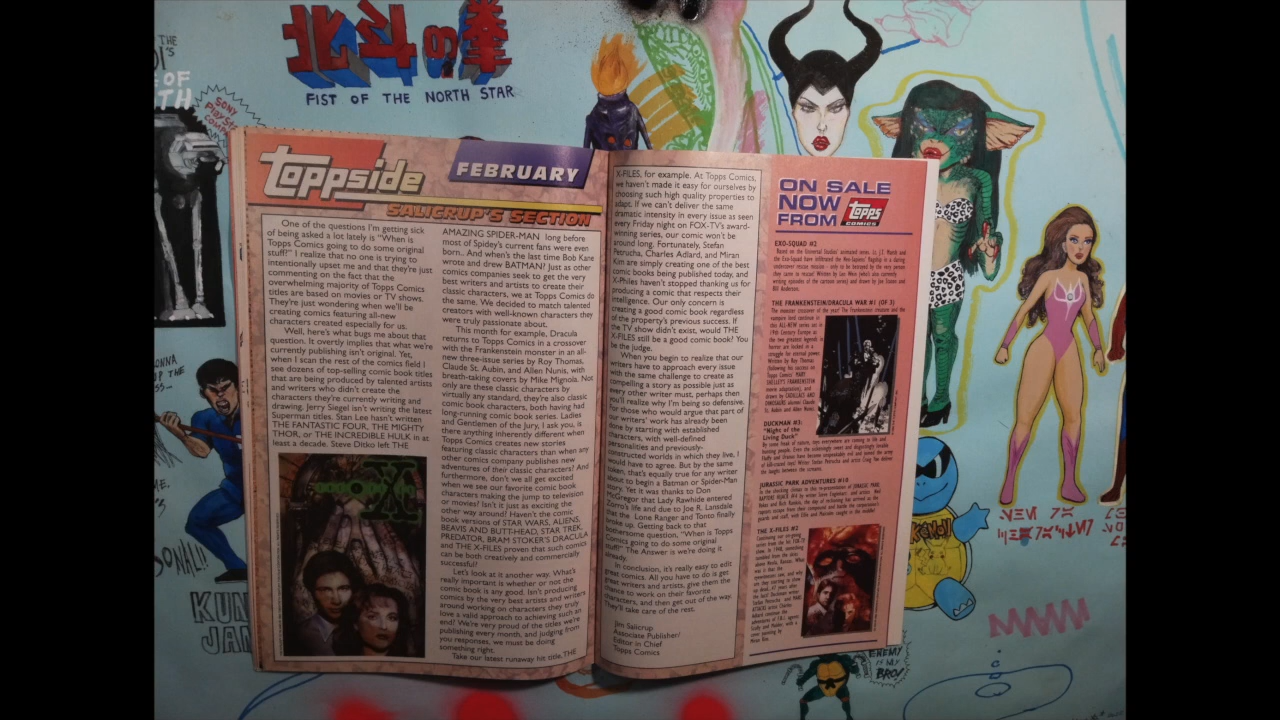 北斗の拳
FIST OF THE NORTH STAR
THE
OF
TH
SONY
toppside
FEBRUARY
SALICRUP'S SECTION
One of the questions I'm getting sick
of being asked a lot lately is "When is
Topps Comics going to do some original
stuff?" I realize that no one is trying to
intentionally upset me and that they're just
commenting on the fact that the
overwhelming majority of Topps Comics
titles are based on movies or TV shows.
They're just wondering when we'll be
creating comics featuring all-new
characters created especially for us.
Well, here's what bugs me about that
question. It overtly implies that what we're
currently publishing isn't original. Yet,
when I scan the rest of the comics field I
see dozens of top-selling comic book titles
that are being produced by talented artists
and writers who didn't create the
characters they're currently writing and
drawing. Jerry Siegel isn't writing the latest
Superman titles. Stan Lee hasn't written
THE FANTASTIC FOUR, THE MIGHTY
THOR, or THE INCREDIBLE HULK in at
least a decade. Steve Ditko left THE
AMAZING SPIDER-MAN long before
most of Spidey's current fans were even
born.. And when's the last time Bob Kane
wrote and drew BATMAN? Just as other
comics companies seek to get the very
best writers and artists to create their
classic characters, we at Topps Comics do
the same. We decided to match talented
creators with well-known characters they
were truly passionate about.
This month for example, Dracula
returns to Topps Comics in a crossover
with the Frankenstein monster in an all-
new three-issue series by Roy Thomas,
Claude St. Aubin, and Allen Nunis, with
breath-taking covers by Mike Mignola. Not
only are these classic characters by
virtually any standard, they're also classic
comic book characters, both having had
long-running comic book series. Ladies
and Gentlemen of the Jury, I ask you, is
there anything inherently different when
Topps Comics creates new stories
featuring classic characters than when any
other comics company publishes new
adventures of their classic characters? And
furthermore, don't we all get excited
when we see our favorite comic book
characters making the jump to television
or movies? Isn't it just as exciting the
other way around? Haven't the comic
book versions of STAR WARS, ALIENS,
BEAVIS AND BUTT-HEAD, STAR TREK,
PREDATOR, BRAM STOKER'S DRACULA
and THE X-FILES proven that such comics
can be both creatively and commercially
successful?
Let's look at it another way. What's
really important is whether or not the
comic book is any good. Isn't producing
comics by the very best artists and writers
around working on characters they truly
love a valid approach to achieving such an
end? We're very proud of the titles we're
publishing every month, and judging from
you responses, we must be doing
something right.
Take our latest runaway hit title, THE
X-FILES, for example. At Topps Comics,
we haven't made it easy for ourselves by
choosing such high quality properties to
adapt. If we can't deliver the same
dramatic intensity in every issue as seen
every Friday night on FOX-TV's award-
winning series, our comic won't be
around long. Fortunately, Stefan
Petrucha, Charles Adlard, and Miran
Kim are simply creating one of the best
comic books being published today, and
X-Philes haven't stopped thanking us for
producing a comic that respects their
intelligence. Our only concern is
creating a good comic book regardless
of the property's previous success. If
the TV show didn't exist, would THE
X-FILES still be a good comic book? You
be the judge.
When you begin to realize that our
writers have to approach every issue
with the same challenge to create as
compelling a story as possible just as
every other writer must, perhaps then
you'll realize why I'm being so defensive.
For those who would argue that part of
our writers' work has already been
done by starting with established
characters, with well-defined
personalities and previously-
constructed worlds in which they live, I
would have to agree. But by the same
token, that's equally true for any writer
about to begin a Batman or Spider-Man
story. Yet it was thanks to Don
McGregor that Lady Rawhide entered
Zorro's life and due to Joe R. Lansdale
that the Lone Ranger and Tonto finally
broke up. Getting back to that
bothersome question, "When is Topps
Comics going to do some original
stuff?" The Answer is we're doing it
already.
In conclusion, it's really easy to edit
great comics. All you have to do is get
great writers and artists, give them the
chance to work on their favorite
characters, and then get out of the way.
They'll take care of the rest.
Jim Salicrup
Associate Publisher/
Editor in Chief
Topps Comics
ON SALE
NOW
FROM topps
COMICS
EXO-SQUAD #2
THE FRANKENSTEIN/DRACULA WAR #1 (OF 3)
DUCKMAN #3:
"Night of the
Living Duck"
JURASSIC PARK ADVENTURES #10
THE X-FILES #2
KUN
JAM
ENEMY
IS MY
BRO!